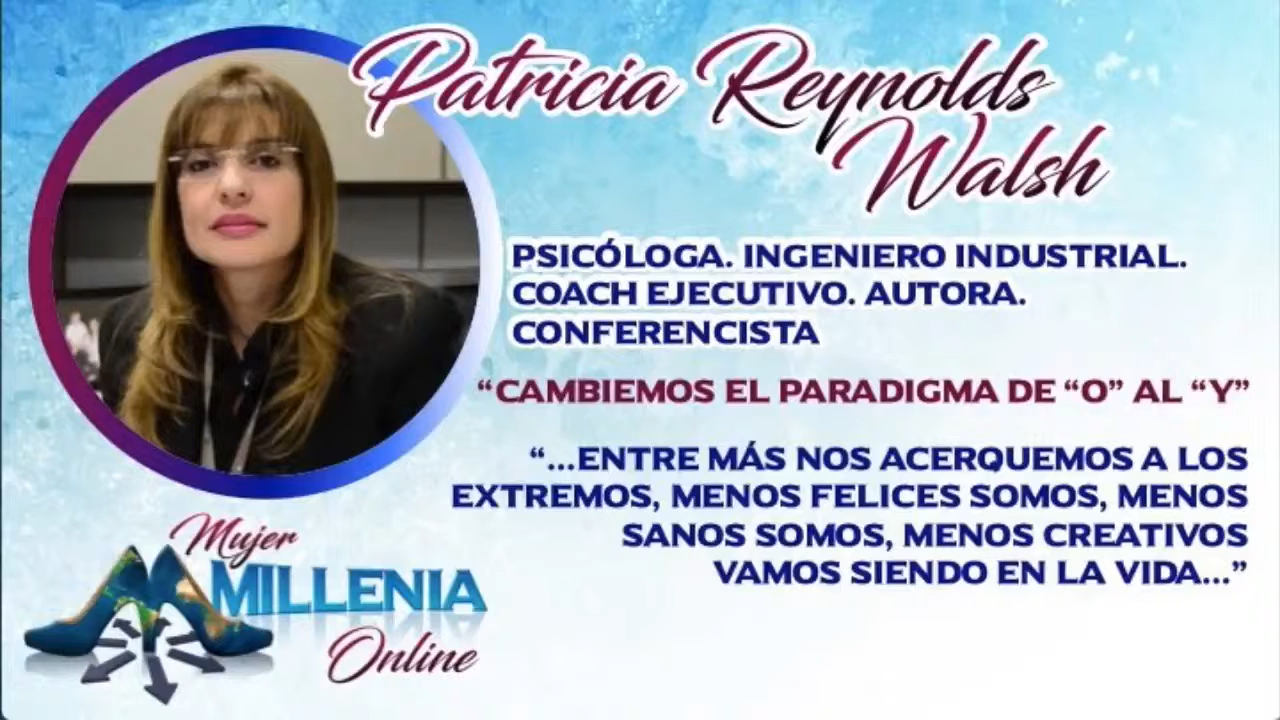 Patricia Reynolds
Walsh
PSICÓLOGA. INGENIERO INDUSTRIAL.
COACH EJECUTIVO. AUTORA.
CONFERENCISTA
“CAMBIEMOS EL PARADIGMA DE “O” AL “Y”
“...ENTRE MÁS NOS ACERQUEMOS A LOS
EXTREMOS, MENOS FELICES SOMOS, MENOS
SANOS SOMOS, MENOS CREATIVOS
VAMOS SIENDO EN LA VIDA...”
Mujer
MILLENIA
Online